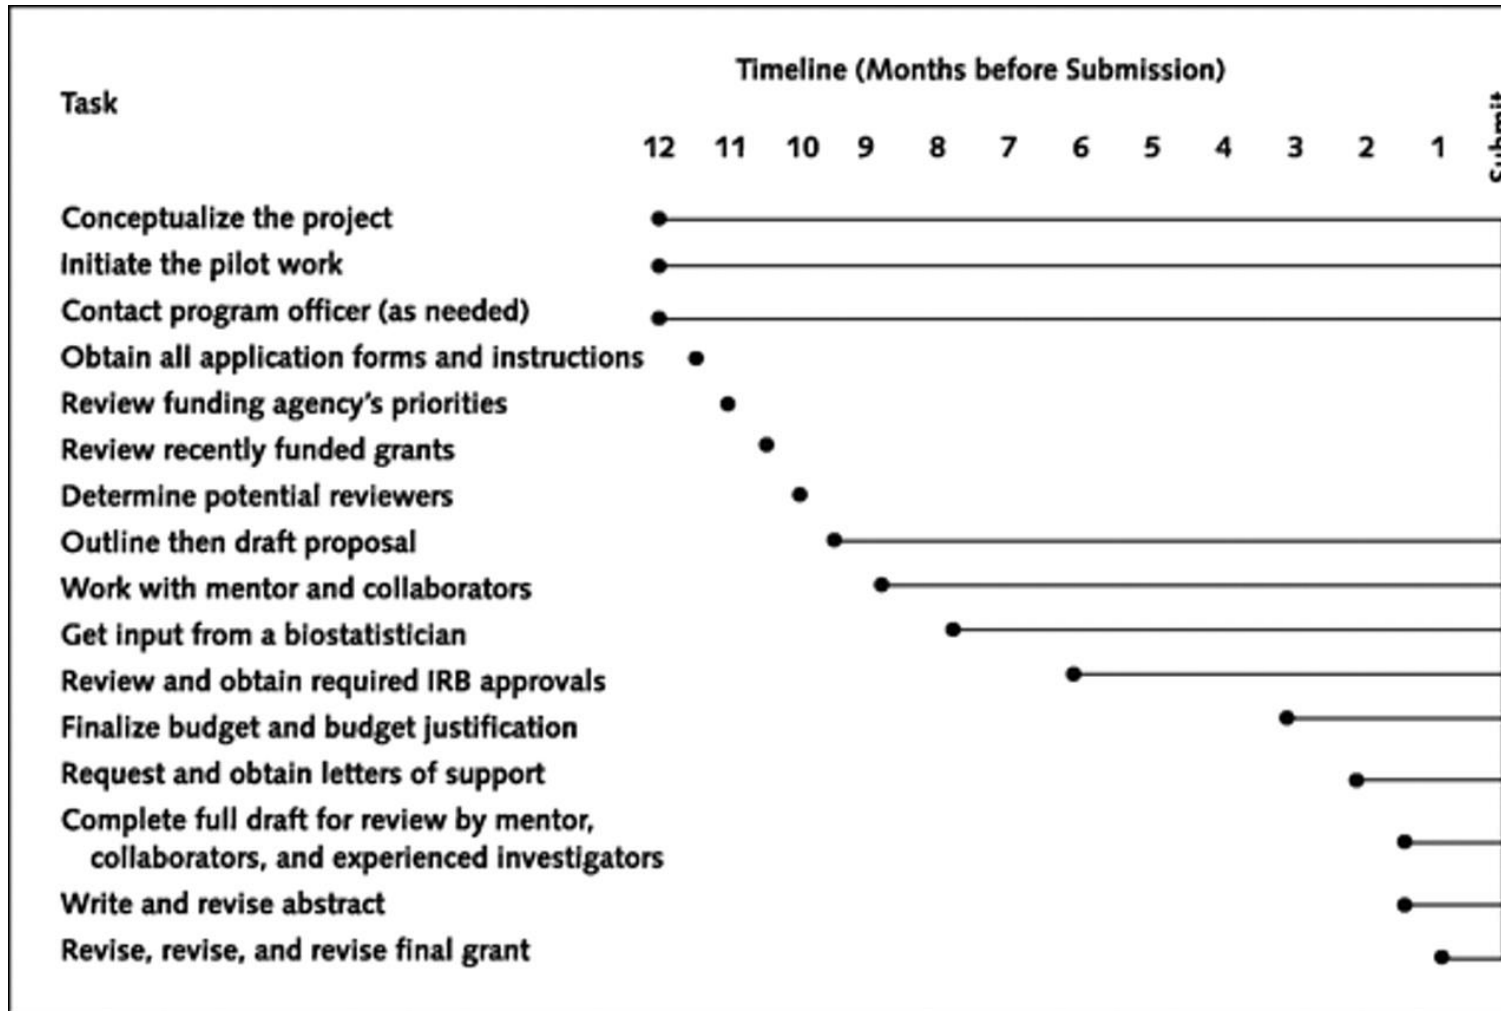 Timeline (Months before Submission)
Task
12 11 10 9 8 7 6 5 4 3 2 1 Submit
Conceptualize the project
Initiate the pilot work
Contact program officer (as needed)
Obtain all application forms and instructions
Review funding agency's priorities
Review recently funded grants
Determine potential reviewers
Outline then draft proposal
Work with mentor and collaborators
Get input from a biostatistician
Review and obtain required IRB approvals
Finalize budget and budget justification
Request and obtain letters of support
Complete full draft for review by mentor,
collaborators, and experienced investigators
Write and revise abstract
Revise, revise, and revise final grant